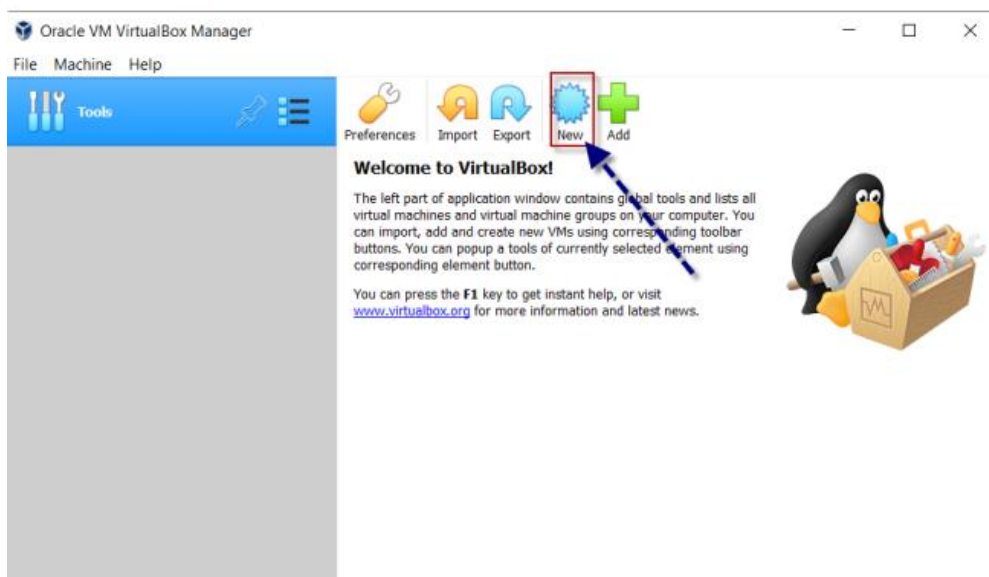 Oracle VM VirtualBox Manager
File Machine Help
Tools
Preferences Import Export New Add
Welcome to VirtualBox!
The left part of application window contains global tools and lists all
virtual machines and virtual machine groups on your computer. You
can import, add and create new VMs using corresponding toolbar
buttons. You can popup a tools of currently selected element using
corresponding element button.
You can press the F1 key to get instant help, or visit
www.virtualbox.org for more information and latest news.